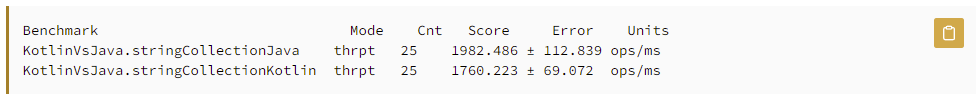 Benchmark                          Mode    Cnt   Score     Error    Units
KotlinVsJava.stringCollectionJava    thrpt   25    1982.486 ± 112.839 ops/ms
KotlinVsJava.stringCollectionKotlin  thrpt   25    1760.223 ± 69.072  ops/ms